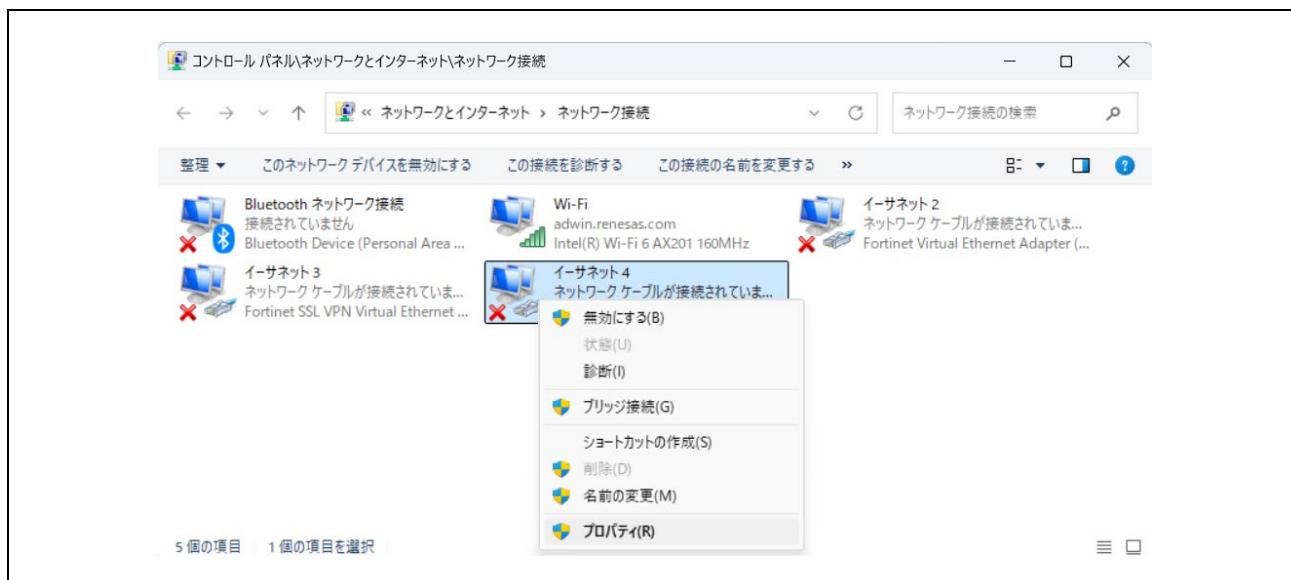 コントロール パネル\ネットワークとインターネット\ネットワーク接続
« ネットワークとインターネット › ネットワーク接続
ネットワーク接続の検索
整理 ▼ このネットワーク デバイスを無効にする この接続を診断する この接続の名前を変更する »
Bluetooth ネットワーク接続
接続されていません
Bluetooth Device (Personal Area ...
Wi-Fi
adwin.renesas.com
Intel(R) Wi-Fi 6 AX201 160MHz
イーサネット 2
ネットワーク ケーブルが接続されていま...
Fortinet Virtual Ethernet Adapter (...
イーサネット 3
ネットワーク ケーブルが接続されていま...
Fortinet SSL VPN Virtual Ethernet ...
イーサネット 4
ネットワーク ケーブルが接続されていま...
無効にする(B)
状態(U)
診断(I)
ブリッジ接続(G)
ショートカットの作成(S)
削除(D)
名前の変更(M)
プロパティ(R)
5 個の項目 1 個の項目を選択